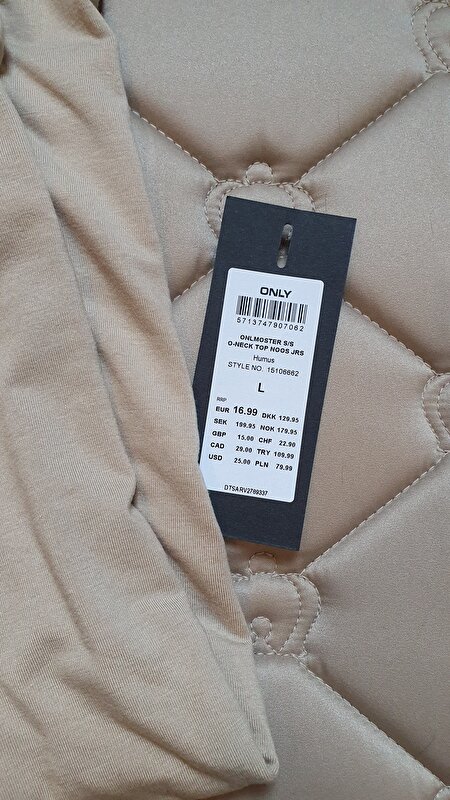 ONLY
5713747907062
ONLMOSTER S/S
O-NECK TOP NOOS JRS
Humus
STYLE NO. 15106662
L
RRP
EUR 16.99 DKK 129.95
SEK 199.95 NOK 179.95
GBP 15.00 CHF 22.90
CAD 29.00 TRY 109.99
USD 25.00 PLN 79.99
DTSARV2789337